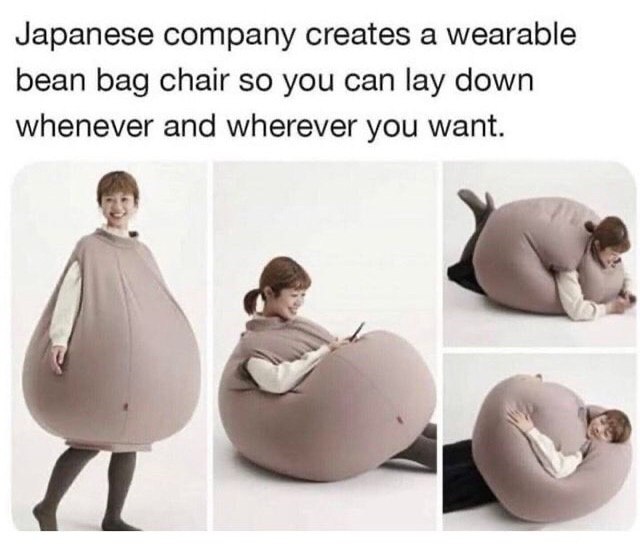 Japanese company creates a wearable
bean bag chair so you can lay down
whenever and wherever you want.